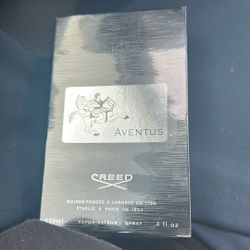 AVENTUS
CREED
MAISON FONDÉE À LONDRES EN 1760
ÉTABLIE À PARIS EN 1854
120ml VAPORISATEUR / SPRAY 4 fl.oz